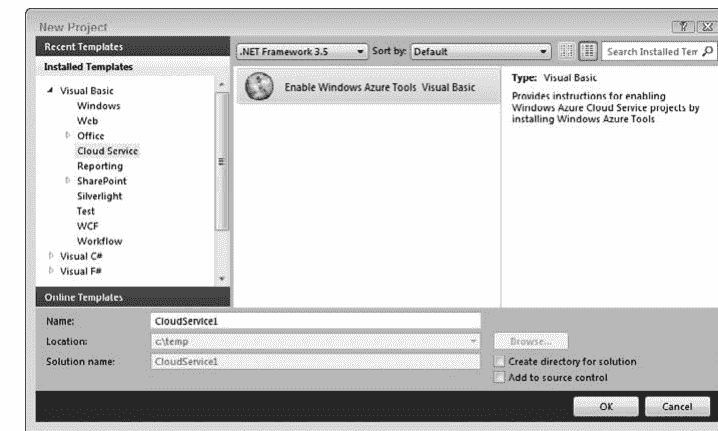 New Project
Recent Templates
.NET Framework 3.5 Sort by: Default Search Installed Terr
Installed Templates
Visual Basic
Windows
Web
Office
Cloud Service
Reporting
SharePoint
Silverlight
Test
WCF
Workflow
Visual C#
Visual F#
Online Templates
Enable Windows Azure Tools Visual Basic
Type: Visual Basic
Provides instructions for enabling
Windows Azure Cloud Service projects by
installing Windows Azure Tools
Name: CloudService1
Location: c:\temp Browse...
Solution name: CloudService1
Create directory for solution
Add to source control
OK Cancel